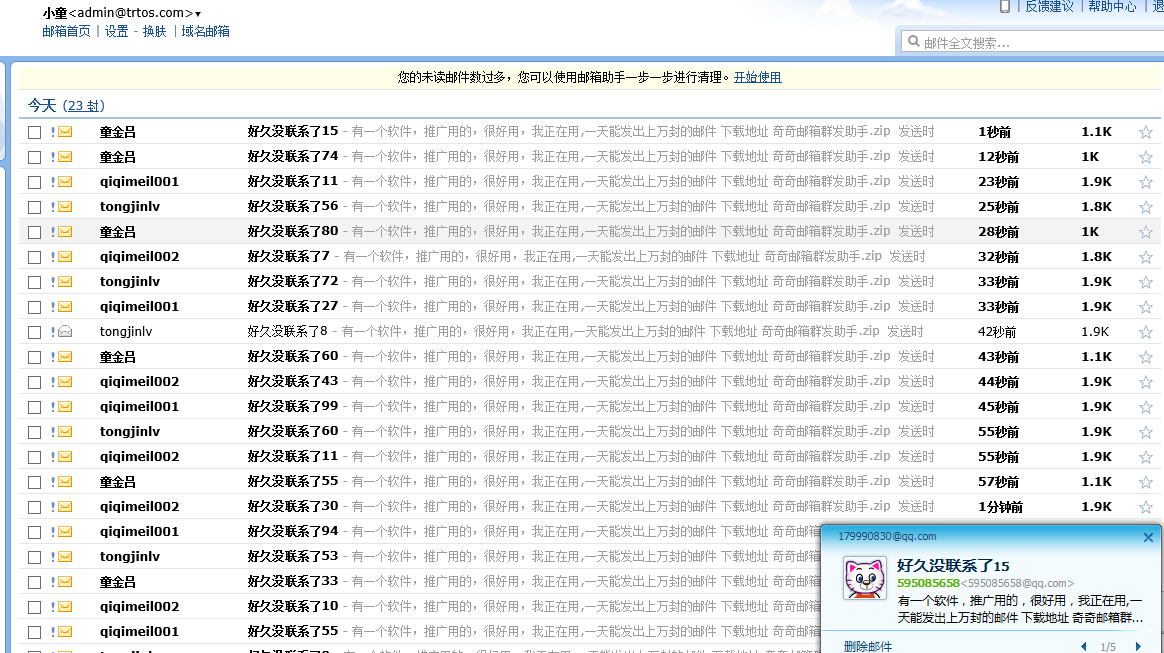 小童<admin@trtos.com>▾
反馈建议 | 帮助中心 |
邮箱首页 | 设置 - 换肤 | 域名邮箱
邮件全文搜索...
您的未读邮件数过多，您可以使用邮箱助手一步一步进行清理。开始使用
今天 (23 封)
童金吕 好久没联系了15 - 有一个软件，推广用的，很好用，我正在用,一天能发出上万封的邮件 下载地址 奇奇邮箱群发助手.zip 发送时 1秒前 1.1K
童金吕 好久没联系了74 - 有一个软件，推广用的，很好用，我正在用,一天能发出上万封的邮件 下载地址 奇奇邮箱群发助手.zip 发送时 12秒前 1K
qiqimeil001 好久没联系了11 - 有一个软件，推广用的，很好用，我正在用,一天能发出上万封的邮件 下载地址 奇奇邮箱群发助手.zip 发送时 23秒前 1.9K
tongjinlv 好久没联系了56 - 有一个软件，推广用的，很好用，我正在用,一天能发出上万封的邮件 下载地址 奇奇邮箱群发助手.zip 发送时 25秒前 1.8K
童金吕 好久没联系了80 - 有一个软件，推广用的，很好用，我正在用,一天能发出上万封的邮件 下载地址 奇奇邮箱群发助手.zip 发送时 28秒前 1K
qiqimeil002 好久没联系了7 - 有一个软件，推广用的，很好用，我正在用,一天能发出上万封的邮件 下载地址 奇奇邮箱群发助手.zip 发送时 32秒前 1.8K
tongjinlv 好久没联系了72 - 有一个软件，推广用的，很好用，我正在用,一天能发出上万封的邮件 下载地址 奇奇邮箱群发助手.zip 发送时 33秒前 1.9K
qiqimeil001 好久没联系了27 - 有一个软件，推广用的，很好用，我正在用,一天能发出上万封的邮件 下载地址 奇奇邮箱群发助手.zip 发送时 33秒前 1.9K
tongjinlv 好久没联系了8 - 有一个软件，推广用的，很好用，我正在用,一天能发出上万封的邮件 下载地址 奇奇邮箱群发助手.zip 发送时 42秒前 1.9K
童金吕 好久没联系了60 - 有一个软件，推广用的，很好用，我正在用,一天能发出上万封的邮件 下载地址 奇奇邮箱群发助手.zip 发送时 43秒前 1.1K
qiqimeil002 好久没联系了43 - 有一个软件，推广用的，很好用，我正在用,一天能发出上万封的邮件 下载地址 奇奇邮箱群发助手.zip 发送时 44秒前 1.9K
qiqimeil001 好久没联系了99 - 有一个软件，推广用的，很好用，我正在用,一天能发出上万封的邮件 下载地址 奇奇邮箱群发助手.zip 发送时 45秒前 1.9K
tongjinlv 好久没联系了60 - 有一个软件，推广用的，很好用，我正在用,一天能发出上万封的邮件 下载地址 奇奇邮箱群发助手.zip 发送时 55秒前 1.9K
qiqimeil002 好久没联系了11 - 有一个软件，推广用的，很好用，我正在用,一天能发出上万封的邮件 下载地址 奇奇邮箱群发助手.zip 发送时 55秒前 1.9K
童金吕 好久没联系了55 - 有一个软件，推广用的，很好用，我正在用,一天能发出上万封的邮件 下载地址 奇奇邮箱群发助手.zip 发送时 57秒前 1.1K
qiqimeil002 好久没联系了30 - 有一个软件，推广用的，很好用，我正在用,一天能发出上万封的邮件 下载地址 奇奇邮箱群发助手.zip 发送时 1分钟前 1.9K
qiqimeil001 好久没联系了94 - 有一个软件，推广用的，很好用，我正在用,一天能发出上万封的邮件 下载地址 奇奇邮
tongjinlv 好久没联系了53 - 有一个软件，推广用的，很好用，我正在用,一天能发出上万封的邮件 下载地址 奇奇邮
童金吕 好久没联系了33 - 有一个软件，推广用的，很好用，我正在用,一天能发出上万封的邮件 下载地址 奇奇邮
qiqimeil002 好久没联系了10 - 有一个软件，推广用的，很好用，我正在用,一天能发出上万封的邮件 下载地址 奇奇邮
qiqimeil001 好久没联系了55 - 有一个软件，推广用的，很好用，我正在用,一天能发出上万封的邮件 下载地址 奇奇邮
179990830@qq.com
好久没联系了15
595085658<595085658@qq.com>
有一个软件，推广用的，很好用，我正在用,一
天能发出上万封的邮件 下载地址 奇奇邮箱群...
删除邮件 1/5